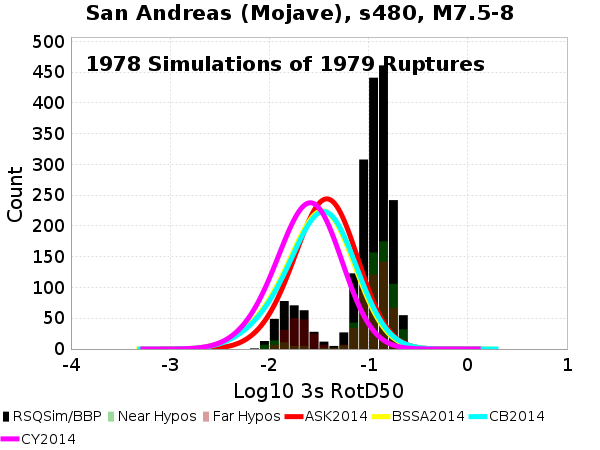 San Andreas (Mojave), s480, M7.5-8
1978 Simulations of 1979 Ruptures
500
450
400
350
300
250
200
150
100
50
0
Count
-4 -3 -2 -1 0 1
Log10 3s RotD50
RSQSim/BBP Near Hypos Far Hypos ASK2014 BSSA2014 CB2014
CY2014